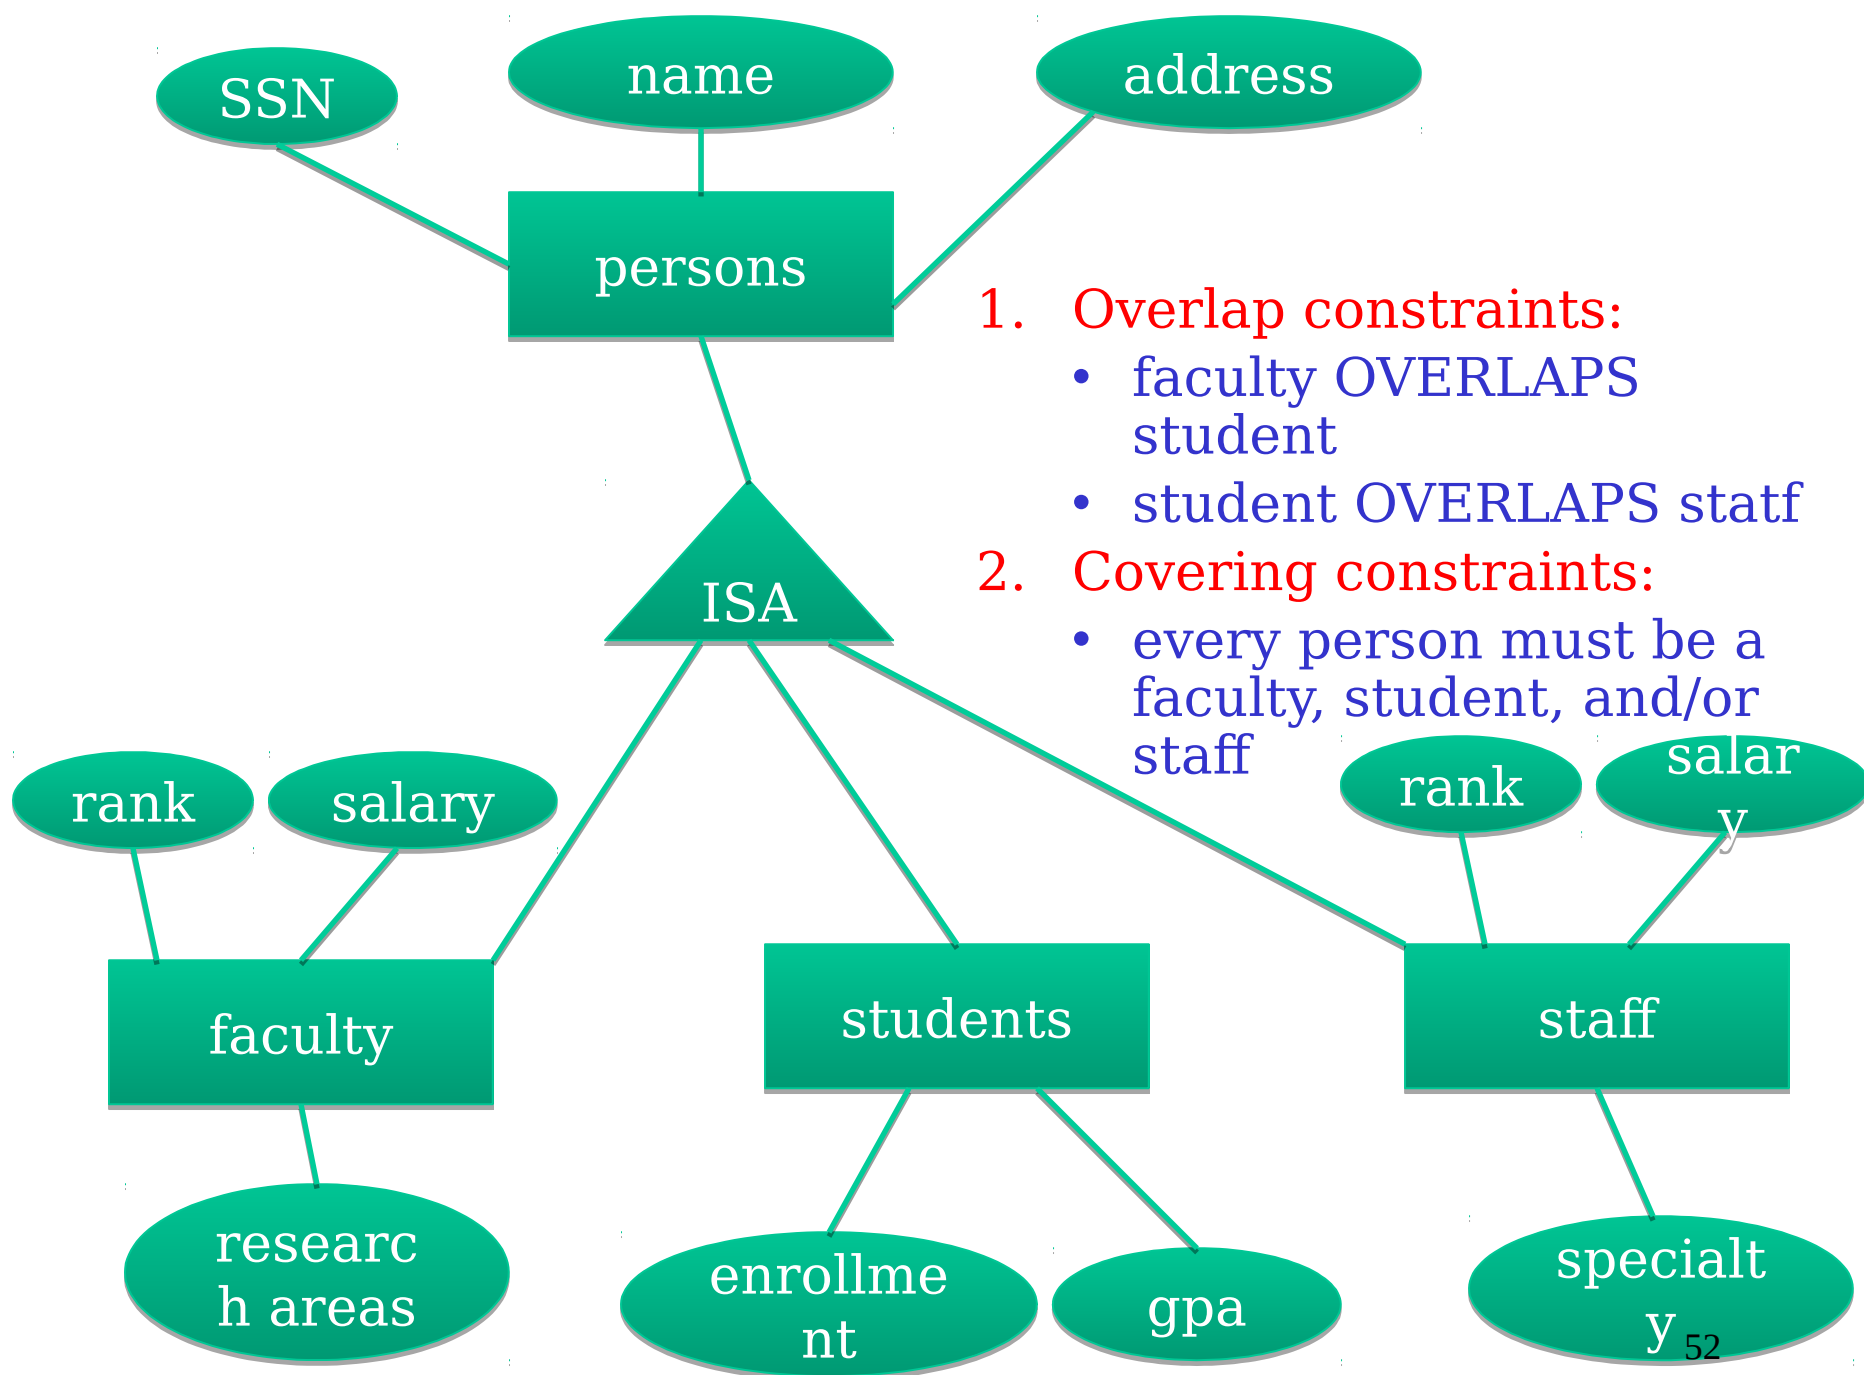 SSN
name
address
persons
1. Overlap constraints:
• faculty OVERLAPS
student
• student OVERLAPS statf
2. Covering constraints:
• every person must be a
faculty, student, and/or
staff
ISA
rank
salary
rank
salar
y
faculty
students
staff
researc
h areas
enrollme
nt
gpa
specialt
y
52